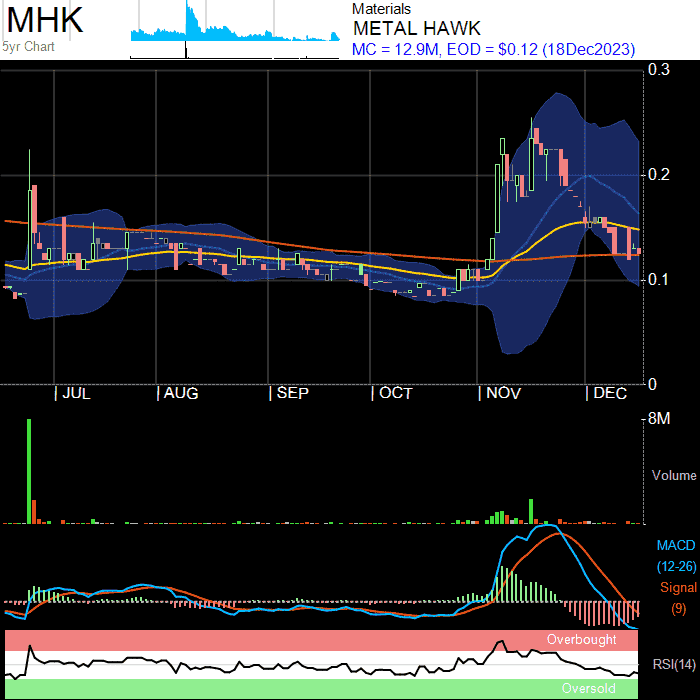 MHK
5yr Chart
Materials
METAL HAWK
MC = 12.9M, EOD = $0.12 (18Dec2023)
0.3
0.2
0.1
0
JUL AUG SEP OCT NOV DEC
8M
Volume
MACD
(12-26)
Signal
(9)
Overbought
RSI(14)
Oversold